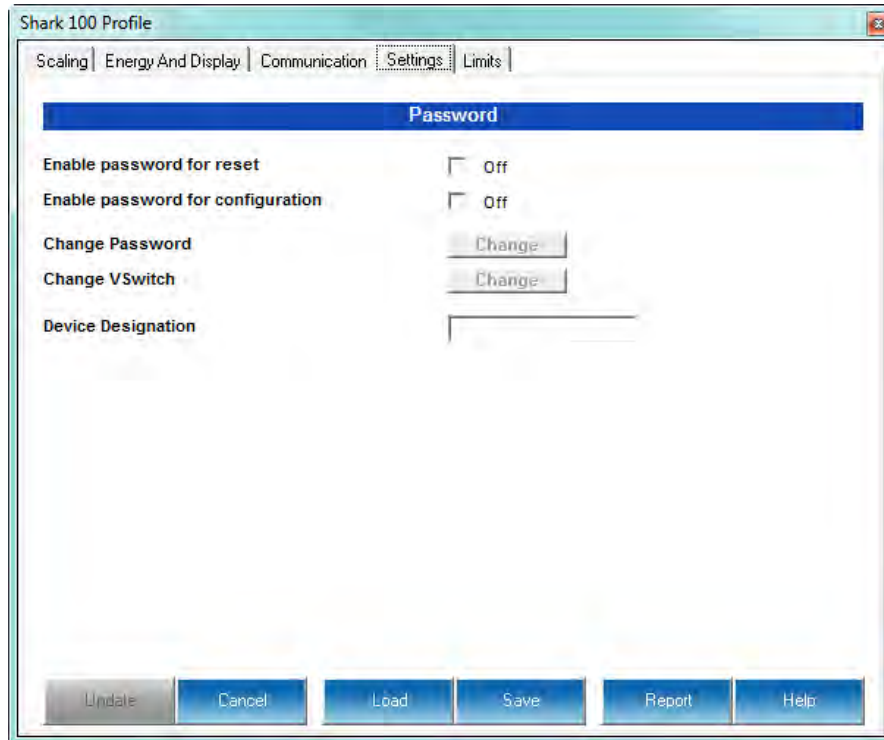 Shark 100 Profile
Scaling Energy And Display Communication Settings Limits
Password
Enable password for reset Off
Enable password for configuration Off
Change Password Change
Change VSwitch Change
Device Designation
Update Cancel Load Save Report Help